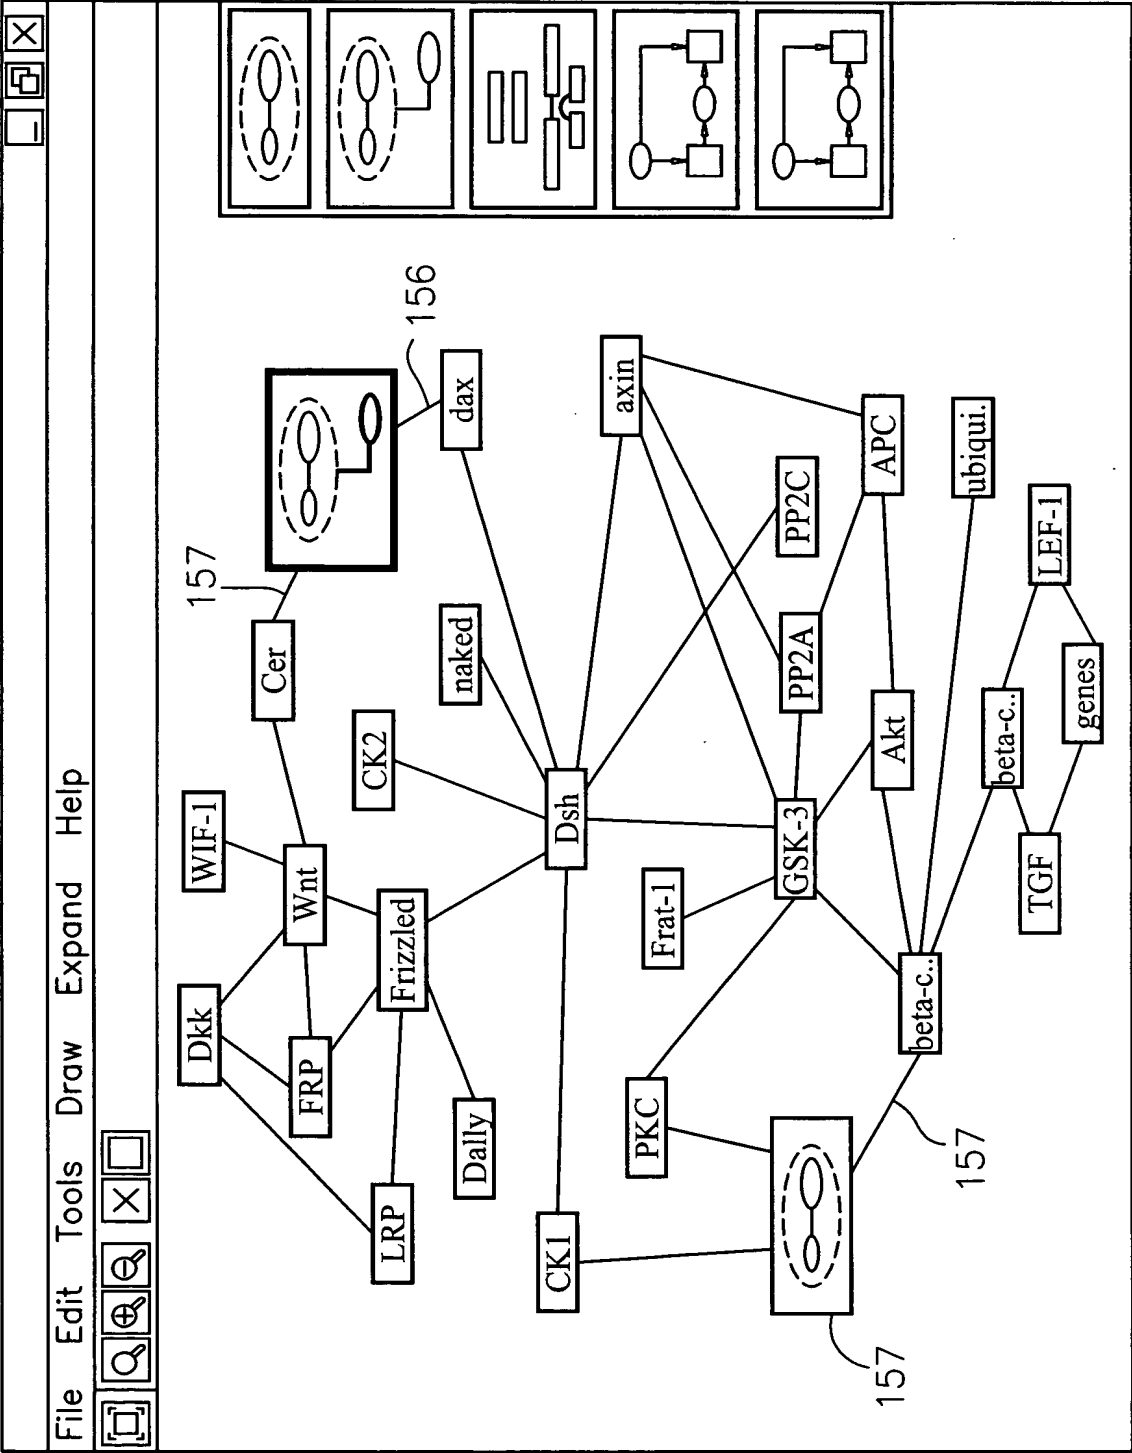 File Edit Tools Draw Expand Help
Dkk
WIF-1
157
Cer
156
FRP
Wnt
LRP
Frizzled
CK2
Dally
naked
dax
CK1
Dsh
axin
PKC
Frat-1
GSK-3
PP2A
PP2C
157
157
beta-c..
Akt
APC
ubiqui.
TGF
beta-c..
LEF-1
genes